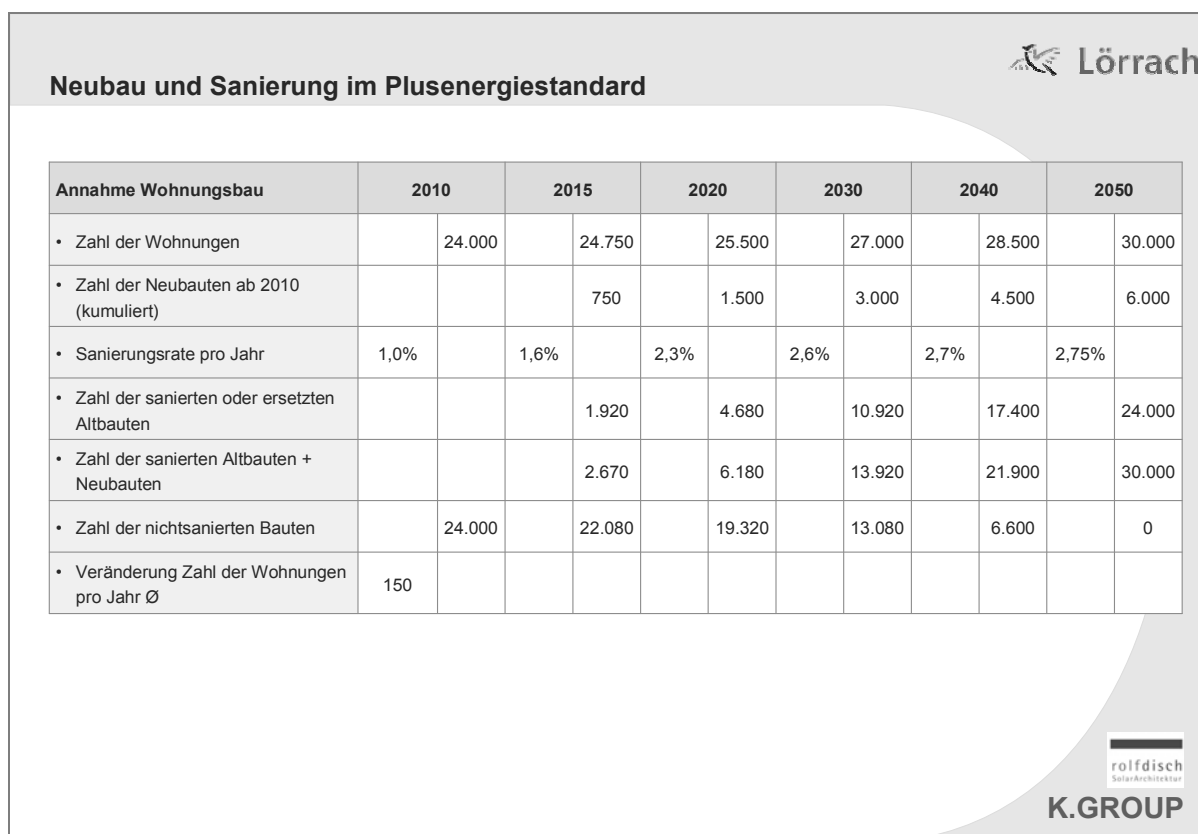 Lörrach
Neubau und Sanierung im Plusenergiestandard
Annahme Wohnungsbau 2010 2015 2020 2030 2040 2050
• Zahl der Wohnungen 24.000 24.750 25.500 27.000 28.500 30.000
• Zahl der Neubauten ab 2010
(kumuliert) 750 1.500 3.000 4.500 6.000
• Sanierungsrate pro Jahr 1,0% 1,6% 2,3% 2,6% 2,7% 2,75%
• Zahl der sanierten oder ersetzten
Altbauten 1.920 4.680 10.920 17.400 24.000
• Zahl der sanierten Altbauten +
Neubauten 2.670 6.180 13.920 21.900 30.000
• Zahl der nichtsanierten Bauten 24.000 22.080 19.320 13.080 6.600 0
• Veränderung Zahl der Wohnungen
pro Jahr Ø 150
rolfdisch
SolarArchitektur
K.GROUP